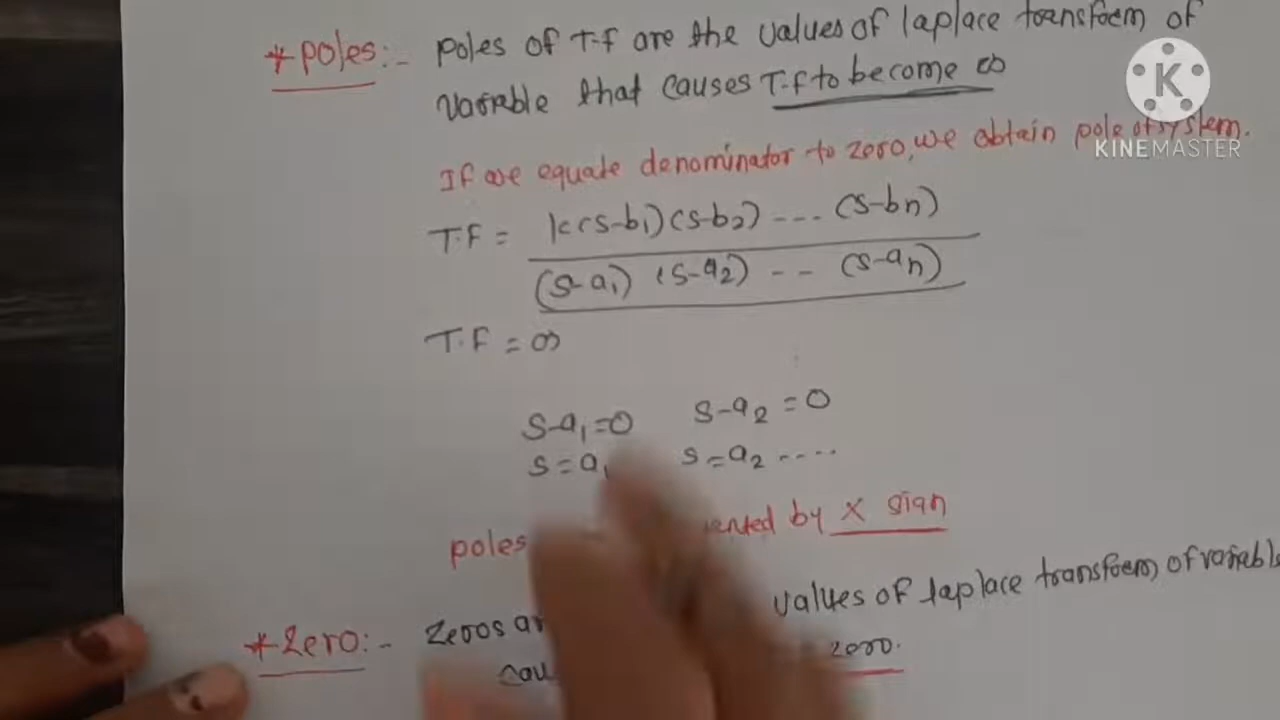 * poles:- poles of T.F are the values of laplace transform of
variable that causes T.F to become ∞
If we equate denominator to zero, we obtain pole of system.
T.F = K(s-b1)(s-b2) ---- (s-bn)
(s-a1) (s-a2) -- (s-an)
T.F = ∞
s-a1=0 s-a2=0
s=a1 s=a2 ----
poles by X sign
* Zero:- Zeros values of laplace transform of variable
zero.
K
KINEMASTER